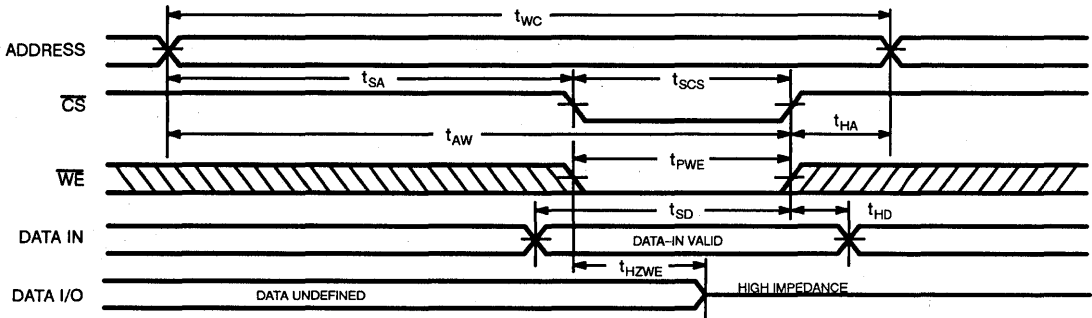 tWC
ADDRESS
tSA tSCS
CS
tAW tHA
tPWE
WE
tSD tHD
DATA IN DATA–IN VALID
tHZWE
DATA I/O DATA UNDEFINED HIGH IMPEDANCE